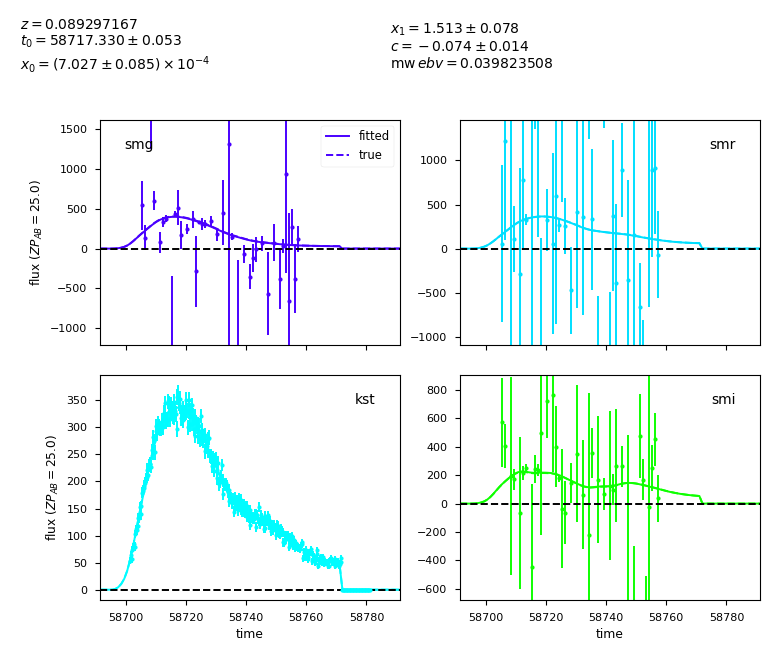 z = 0.089297167
t₀ = 58717.330 ± 0.053
x₀ = (7.027 ± 0.085) × 10⁻⁴
x₁ = 1.513 ± 0.078
c = −0.074 ± 0.014
mw ebv = 0.039823508
smg
fitted
true
1500
1000
500
0
−500
−1000
flux (ZP_AB = 25.0)
smr
1000
500
0
−500
−1000
kst
350
300
250
200
150
100
50
0
flux (ZP_AB = 25.0)
58700 58720 58740 58760 58780
time
smi
800
600
400
200
0
−200
−400
−600
58700 58720 58740 58760 58780
time